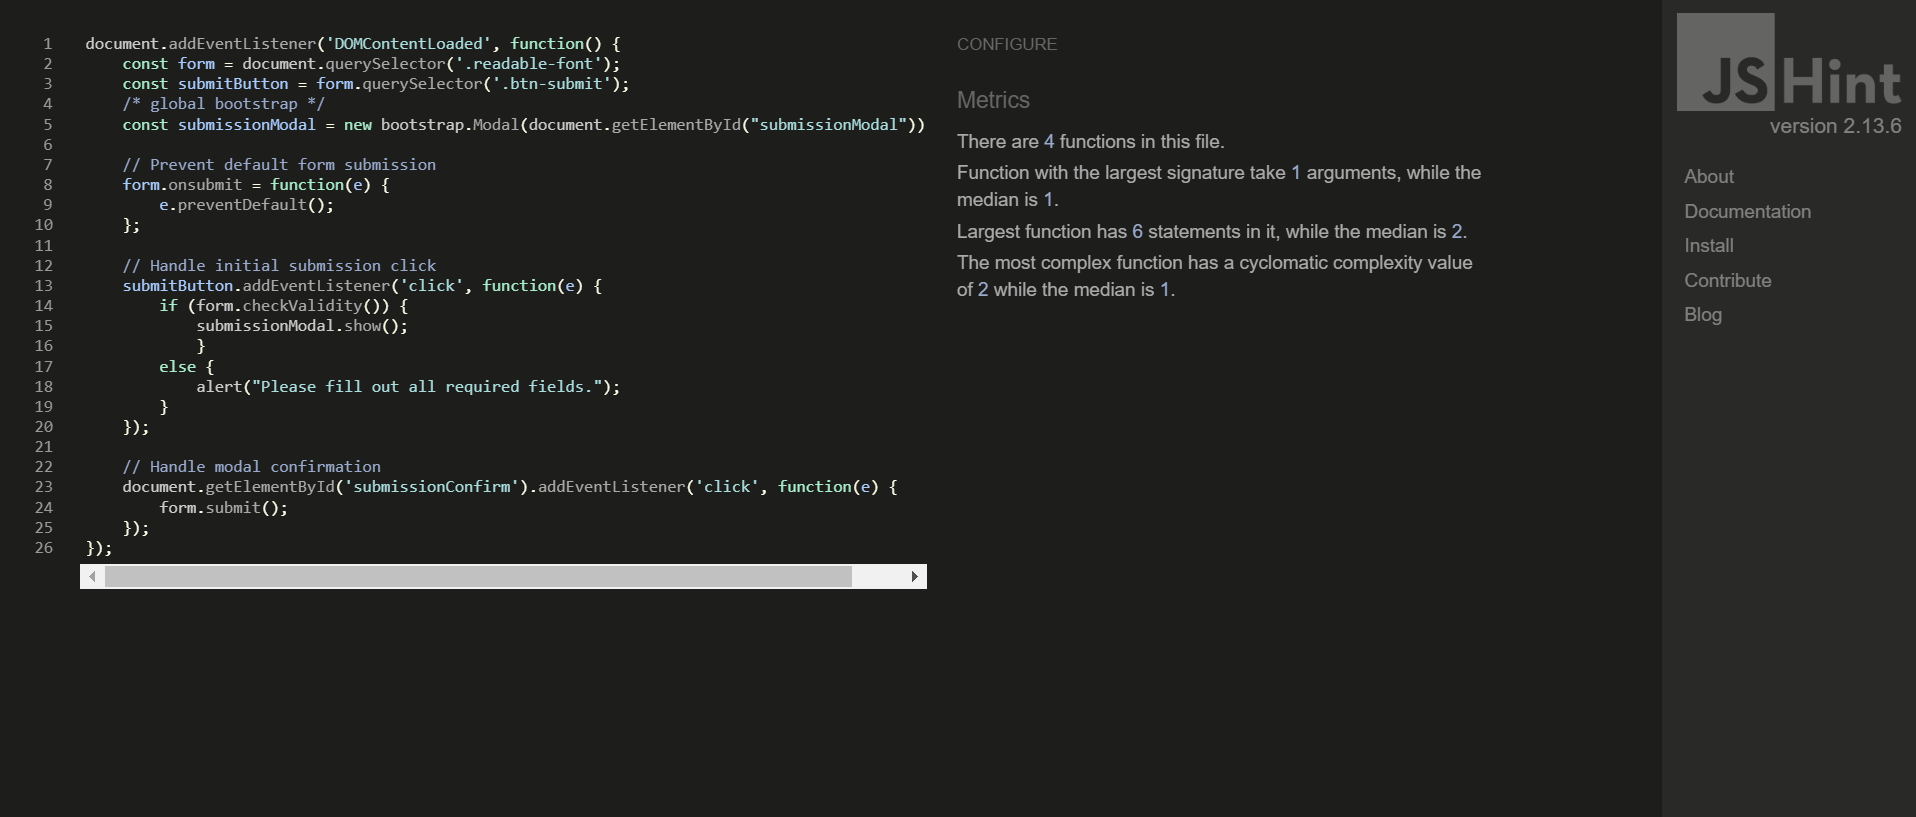 1 document.addEventListener('DOMContentLoaded', function() {
2 const form = document.querySelector('.readable-font');
3 const submitButton = form.querySelector('.btn-submit');
4 /* global bootstrap */
5 const submissionModal = new bootstrap.Modal(document.getElementById("submissionModal"))
6
7 // Prevent default form submission
8 form.onsubmit = function(e) {
9 e.preventDefault();
10 };
11
12 // Handle initial submission click
13 submitButton.addEventListener('click', function(e) {
14 if (form.checkValidity()) {
15 submissionModal.show();
16 }
17 else {
18 alert("Please fill out all required fields.");
19 }
20 });
21
22 // Handle modal confirmation
23 document.getElementById('submissionConfirm').addEventListener('click', function(e) {
24 form.submit();
25 });
26 });
CONFIGURE
Metrics
There are 4 functions in this file.
Function with the largest signature take 1 arguments, while the
median is 1.
Largest function has 6 statements in it, while the median is 2.
The most complex function has a cyclomatic complexity value
of 2 while the median is 1.
JSHint
version 2.13.6
About
Documentation
Install
Contribute
Blog